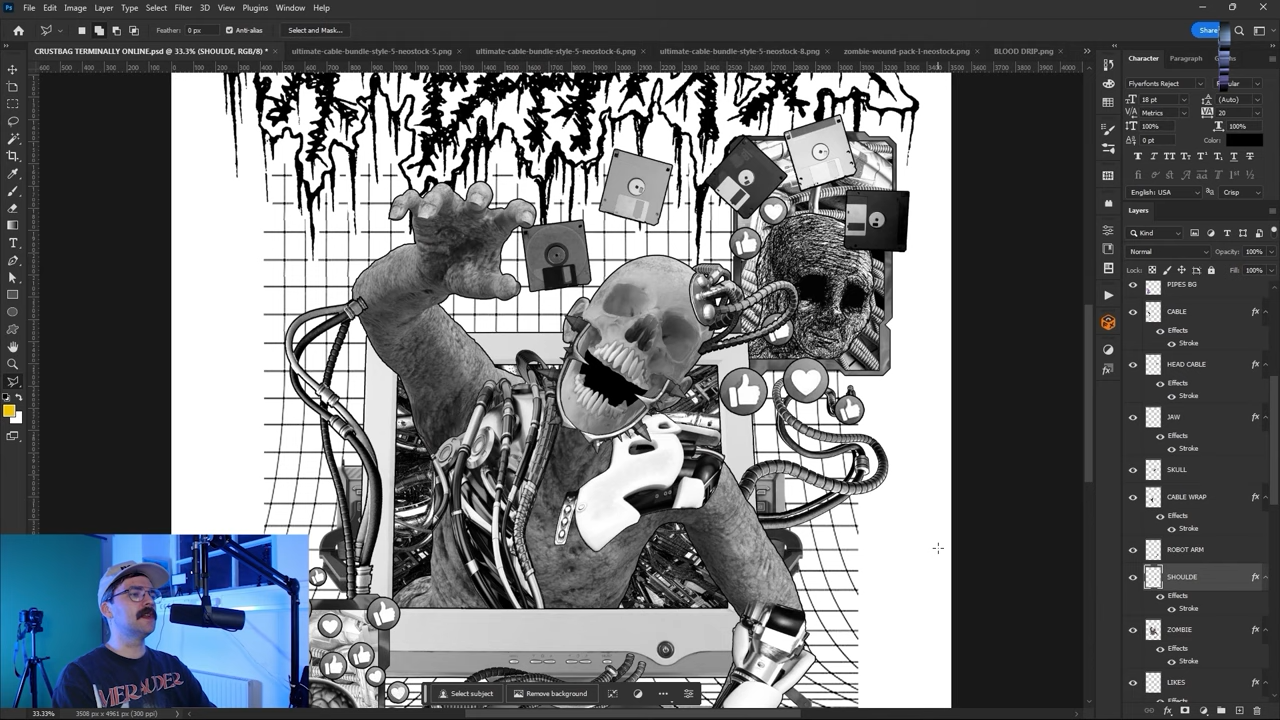 File Edit Image Layer Type Select Filter 3D View Plugins Window Help
Feather: 0 px Anti-alias Select and Mask... Share
CRUSTBAG TERMINALLY ONLINE.psd @ 33.3% (SHOULDE, RGB/8) * ultimate-cable-bundle-style-5-neostock-5.png ultimate-cable-bundle-style-5-neostock-6.png ultimate-cable-bundle-style-5-neostock-8.png zombie-wound-pack-I-neostock.png BLOOD DRIP.png
Character Paragraph
Flyerfonts Reject
18 pt (Auto)
Metrics 20
100% 100%
0 pt Color:
English: USA Crisp
Layers
Kind
Normal Opacity: 100%
Lock: Fill: 100%
PIPES BG
CABLE
Effects
Stroke
HEAD CABLE
Effects
Stroke
JAW
Effects
Stroke
SKULL
CABLE WRAP
Effects
Stroke
ROBOT ARM
SHOULDE
Effects
Stroke
ZOMBIE
Effects
Stroke
LIKES
Select subject Remove background
33.33% 3508 px x 4961 px (300 ppi)